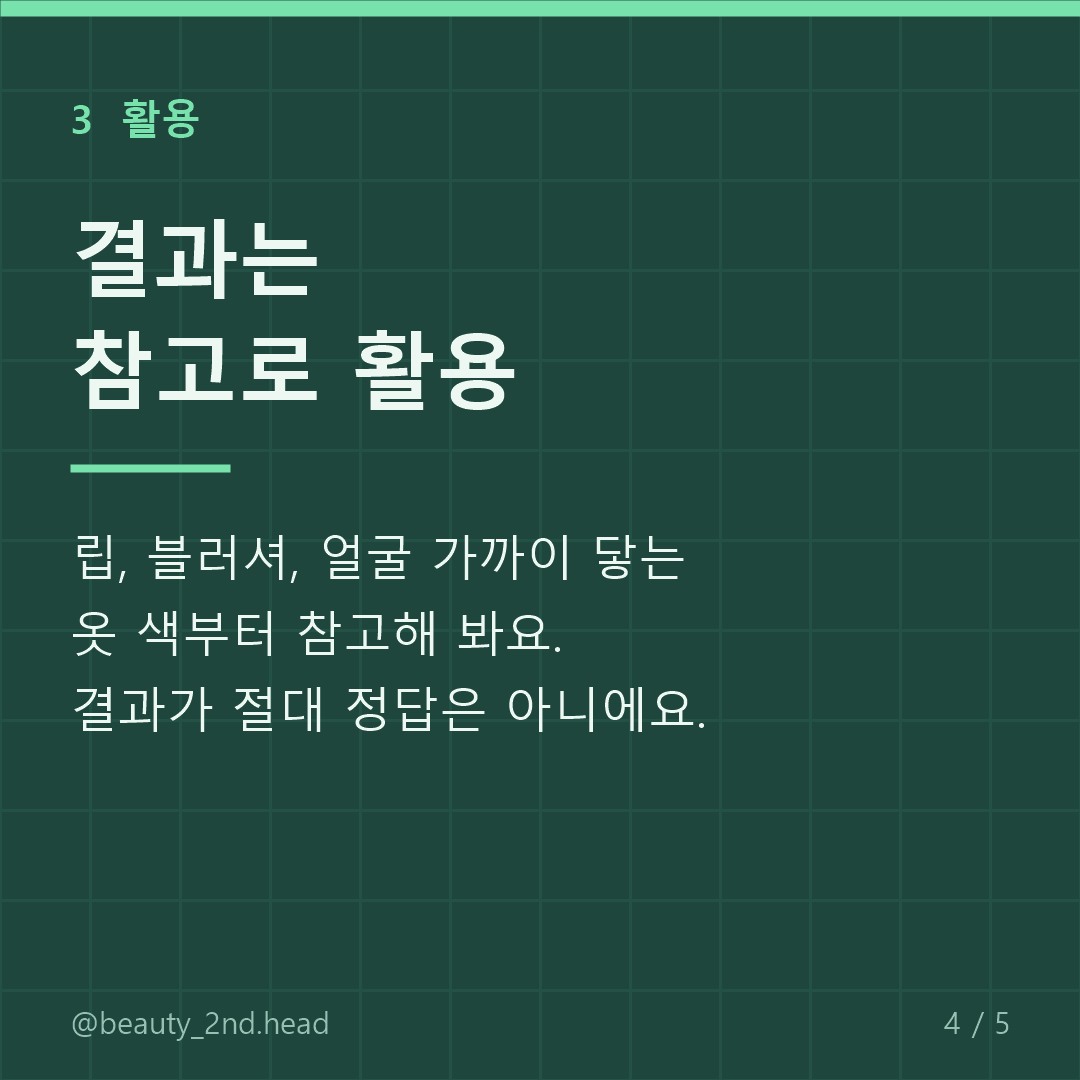 3 활용
결과는
참고로 활용
립, 블러셔, 얼굴 가까이 닿는
옷 색부터 참고해 봐요.
결과가 절대 정답은 아니에요.
@beauty_2nd.head
4 / 5